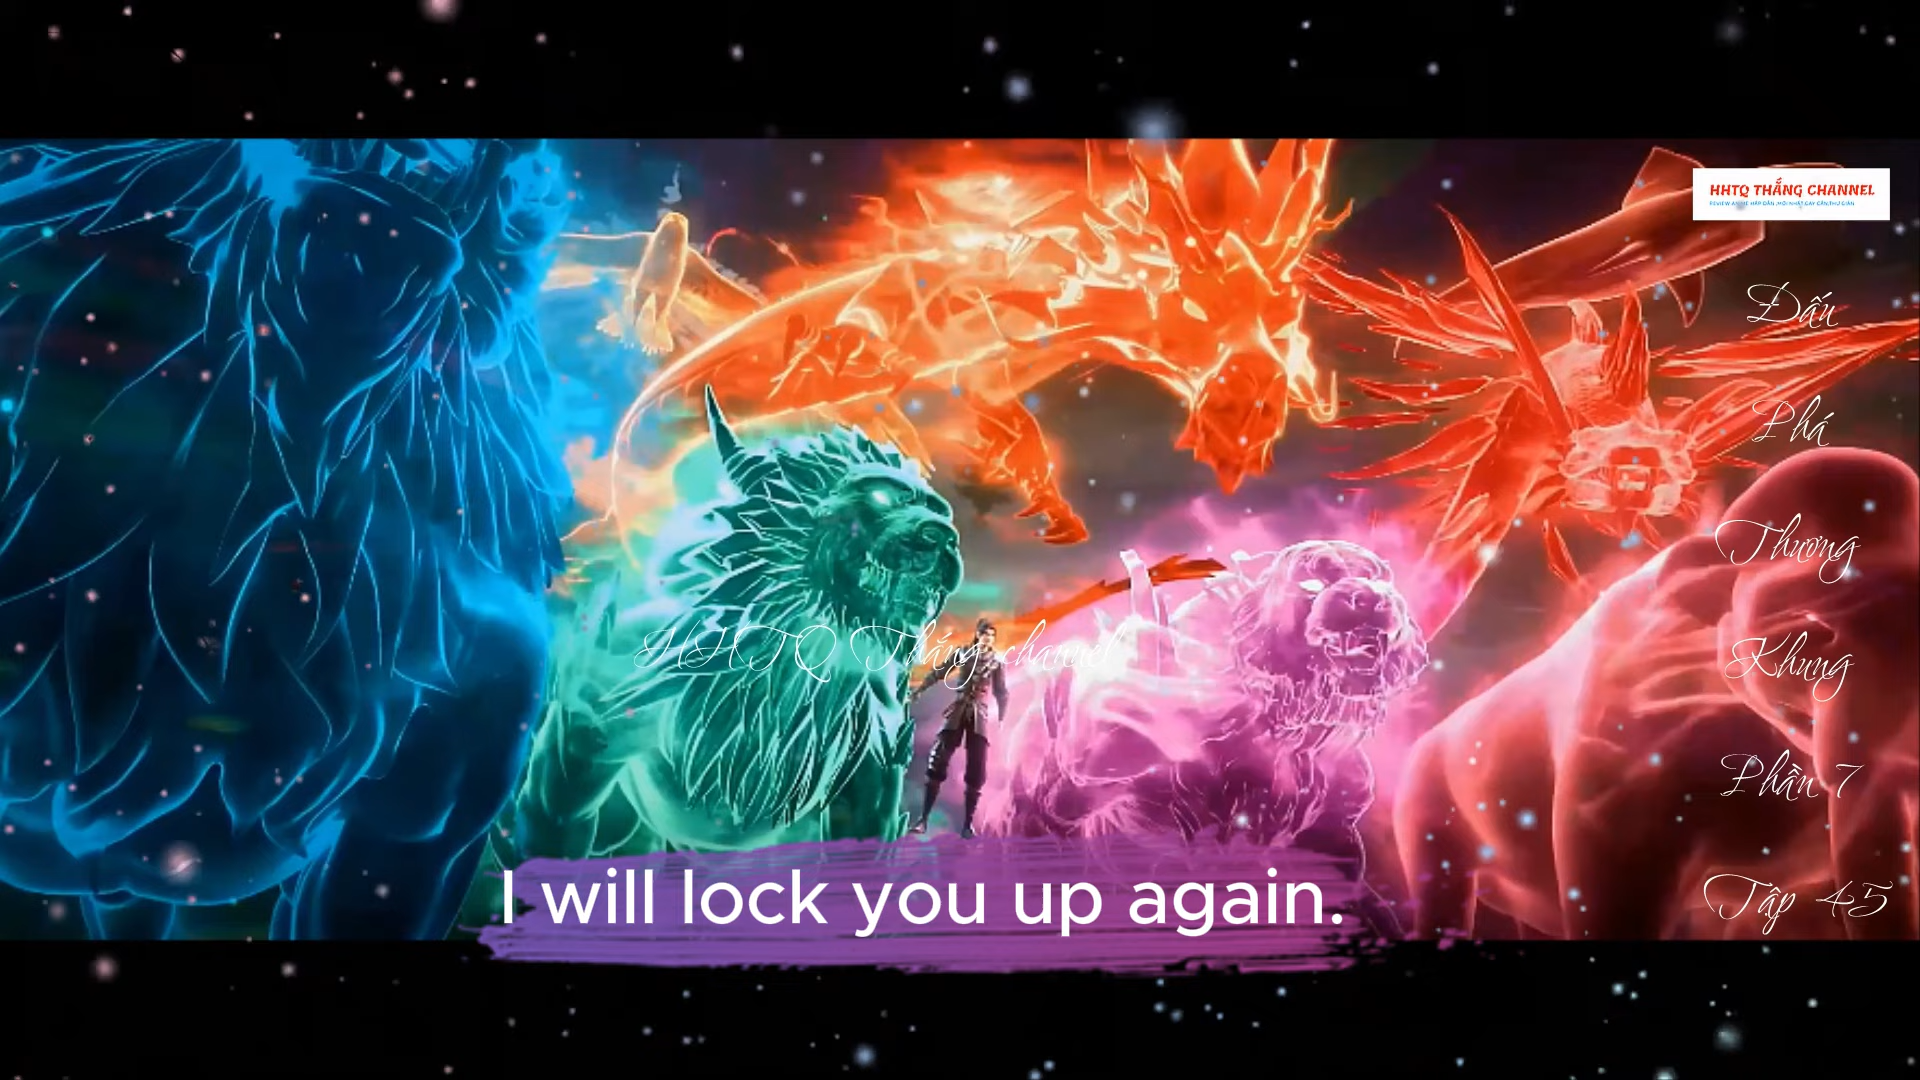 HHTQ THẮNG CHANNEL
Đấu
Phá
Thương
Khung
Phần 7
Tập 45
HHTQ Thắng channel
I will lock you up again.